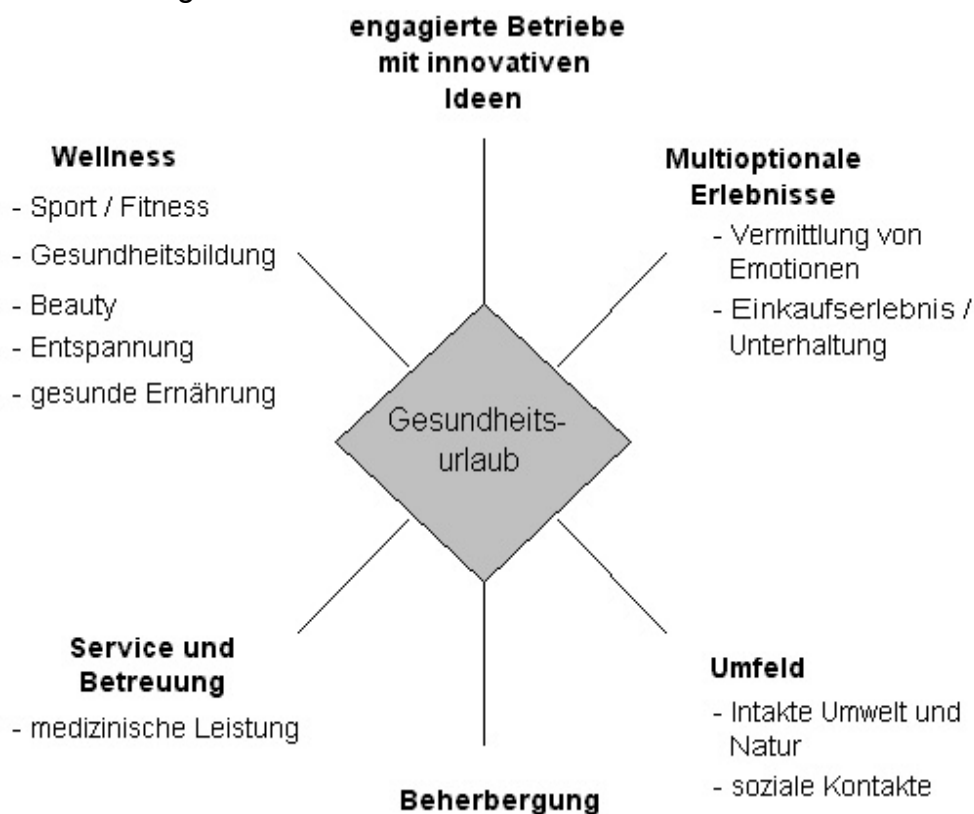 engagierte Betriebe
mit innovativen
Ideen
Wellness
- Sport / Fitness
- Gesundheitsbildung
- Beauty
- Entspannung
- gesunde Ernährung
Multioptionale
Erlebnisse
- Vermittlung von
Emotionen
- Einkaufserlebnis /
Unterhaltung
Gesundheits-
urlaub
Service und
Betreuung
- medizinische Leistung
Umfeld
- Intakte Umwelt und
Natur
- soziale Kontakte
Beherbergung